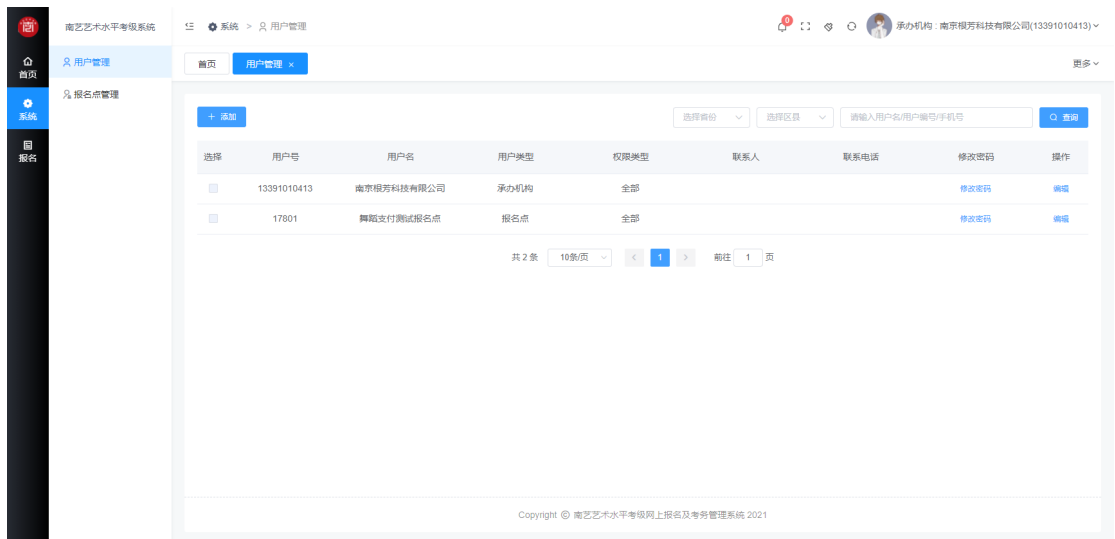 南艺艺术水平考级系统
系统 > 用户管理
0
承办机构 : 南京根芳科技有限公司(13391010413)
首页
系统
报名
用户管理
报名点管理
首页 用户管理 ×
更多
+ 添加
选择省份 选择区县 请输入用户名/用户编号/手机号 查询
选择 用户号 用户名 用户类型 权限类型 联系人 联系电话 修改密码 操作
13391010413 南京根芳科技有限公司 承办机构 全部 修改密码 编辑
17801 舞蹈支付测试报名点 报名点 全部 修改密码 编辑
共 2 条 10条/页 < 1 > 前往 1 页
Copyright © 南艺艺术水平考级网上报名及考务管理系统 2021